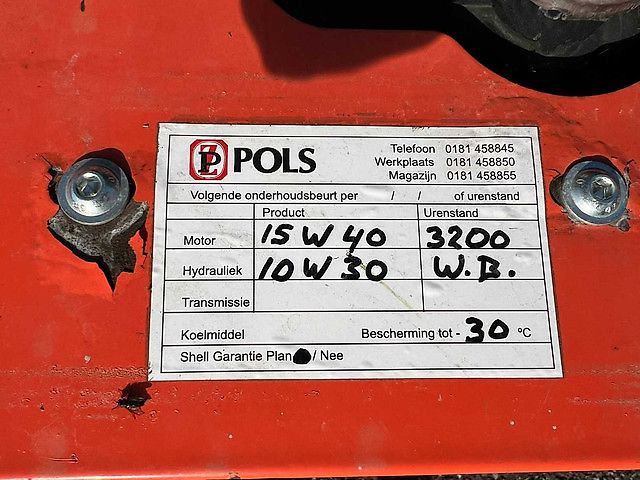 PZ POLS
Telefoon 0181 458845
Werkplaats 0181 458850
Magazijn 0181 458855
Volgende onderhoudsbeurt per / / of urenstand
Product Urenstand
Motor 15W40 3200
Hydrauliek 10W30 W.B.
Transmissie
Koelmiddel Bescherming tot - 30 °C
Shell Garantie Plan / Nee